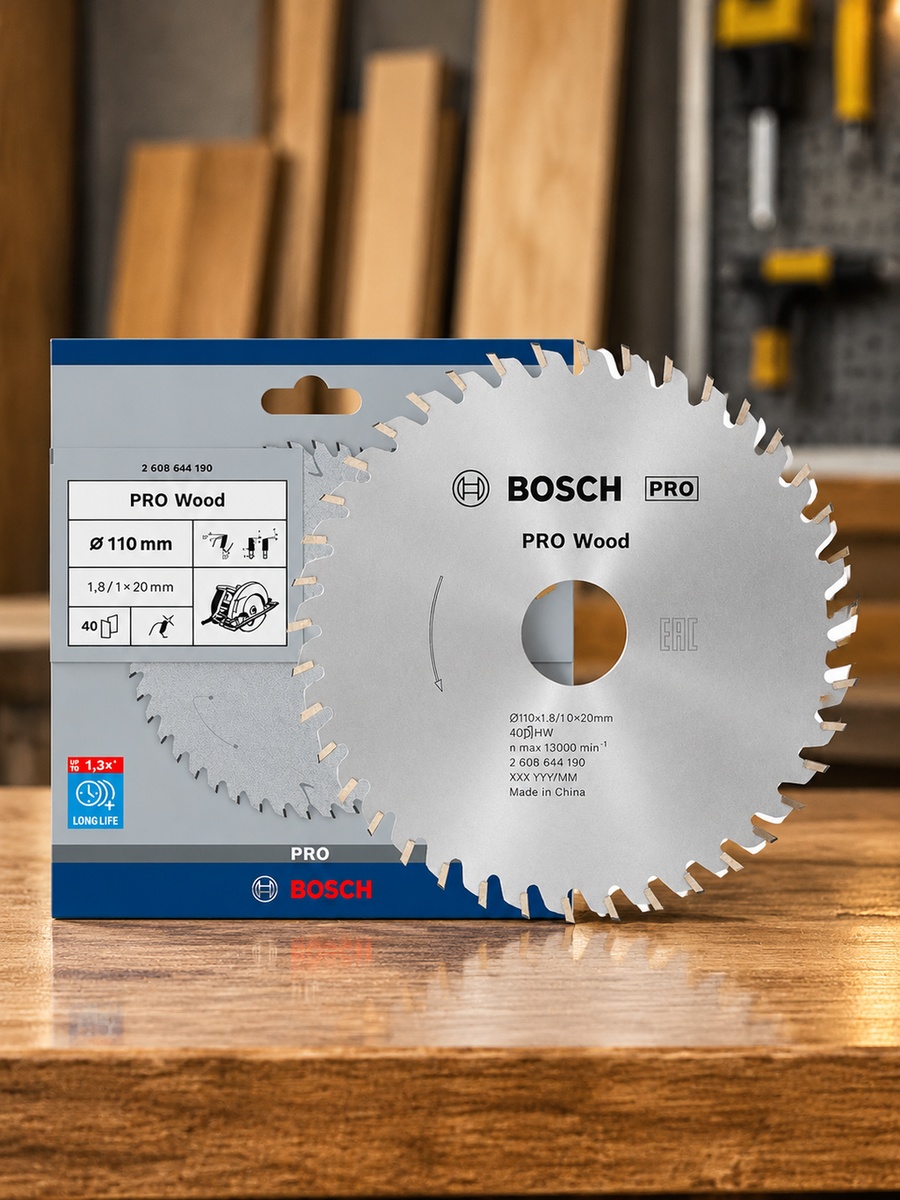 2 608 644 190
PRO Wood
Ø 110 mm
1,8/1×20 mm
40
UP TO 1,3x*
LONG LIFE
PRO
BOSCH
BOSCH PRO
PRO Wood
EAC
Ø110×1.8/10×20mm
40 HW
n max 13000 min⁻¹
2 608 644 190
XXX YYY/MM
Made in China